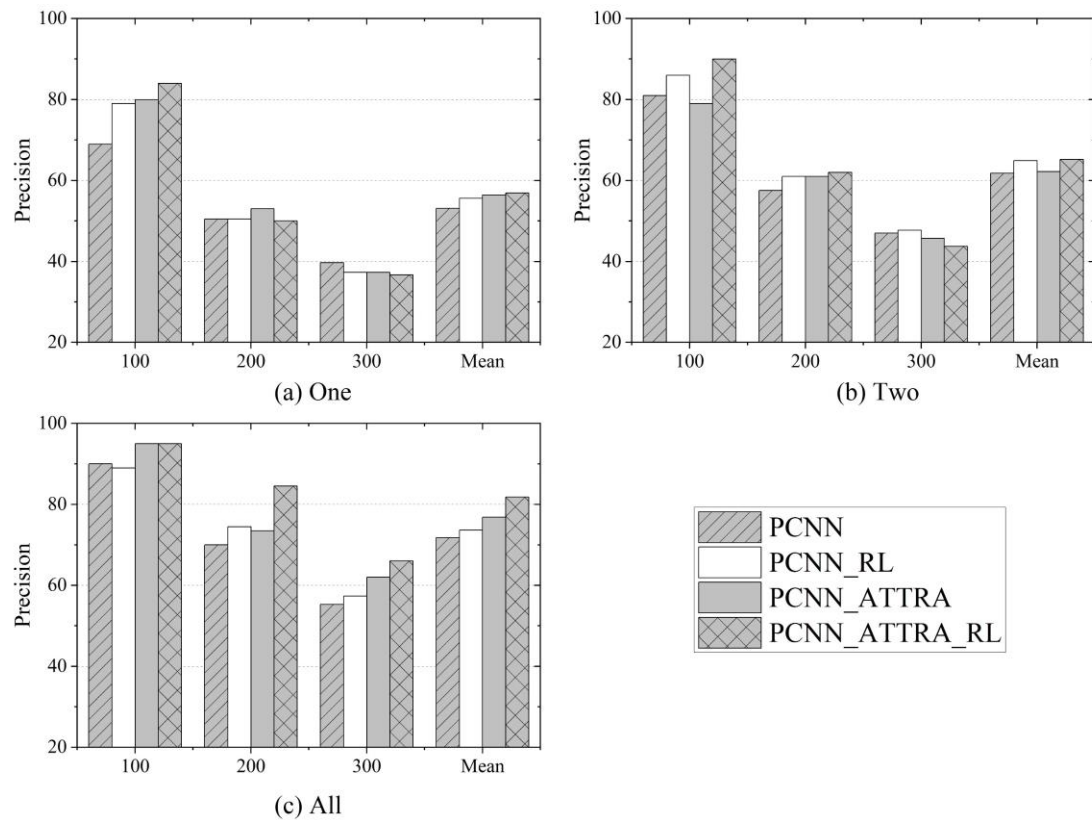 100
80
60
40
20
Precision
100
200
300
Mean
(a) One
100
80
60
40
20
Precision
100
200
300
Mean
(b) Two
100
80
60
40
20
Precision
100
200
300
Mean
(c) All
PCNN
PCNN_RL
PCNN_ATTRA
PCNN_ATTRA_RL